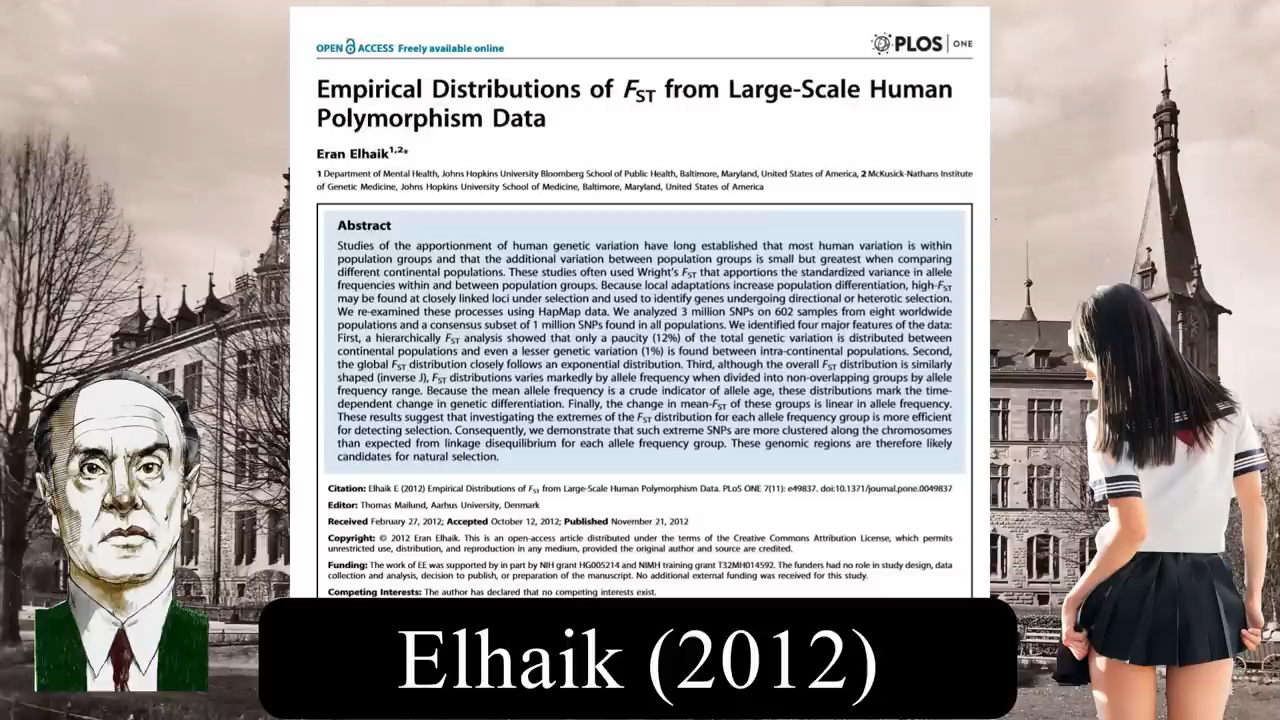 OPEN ACCESS Freely available online
PLOS ONE
Empirical Distributions of FST from Large-Scale Human
Polymorphism Data
Eran Elhaik1,2*
1 Department of Mental Health, Johns Hopkins University Bloomberg School of Public Health, Baltimore, Maryland, United States of America, 2 McKusick-Nathans Institute
of Genetic Medicine, Johns Hopkins University School of Medicine, Baltimore, Maryland, United States of America
Abstract
Studies of the apportionment of human genetic variation have long established that most human variation is within
population groups and that the additional variation between population groups is small but greatest when comparing
different continental populations. These studies often used Wright's FST that apportions the standardized variance in allele
frequencies within and between population groups. Because local adaptations increase population differentiation, high-FST
may be found at closely linked loci under selection and used to identify genes undergoing directional or heterotic selection.
We re-examined these processes using HapMap data. We analyzed 3 million SNPs on 602 samples from eight worldwide
populations and a consensus subset of 1 million SNPs found in all populations. We identified four major features of the data:
First, a hierarchically FST analysis showed that only a paucity (12%) of the total genetic variation is distributed between
continental populations and even a lesser genetic variation (1%) is found between intra-continental populations. Second,
the global FST distribution closely follows an exponential distribution. Third, although the overall FST distribution is similarly
shaped (inverse J), FST distributions varies markedly by allele frequency when divided into non-overlapping groups by allele
frequency range. Because the mean allele frequency is a crude indicator of allele age, these distributions mark the time-
dependent change in genetic differentiation. Finally, the change in mean-FST of these groups is linear in allele frequency.
These results suggest that investigating the extremes of the FST distribution for each allele frequency group is more efficient
for detecting selection. Consequently, we demonstrate that such extreme SNPs are more clustered along the chromosomes
than expected from linkage disequilibrium for each allele frequency group. These genomic regions are therefore likely
candidates for natural selection.
Citation: Elhaik E (2012) Empirical Distributions of FST from Large-Scale Human Polymorphism Data. PLoS ONE 7(11): e49837. doi:10.1371/journal.pone.0049837
Editor: Thomas Mailund, Aarhus University, Denmark
Received February 27, 2012; Accepted October 12, 2012; Published November 21, 2012
Copyright: © 2012 Eran Elhaik. This is an open-access article distributed under the terms of the Creative Commons Attribution License, which permits
unrestricted use, distribution, and reproduction in any medium, provided the original author and source are credited.
Funding: The work of EE was supported by in part by NIH grant HG005214 and NIMH training grant T32MH014592. The funders had no role in study design, data
collection and analysis, decision to publish, or preparation of the manuscript. No additional external funding was received for this study.
Competing Interests: The author has declared that no competing interests exist.
Elhaik (2012)